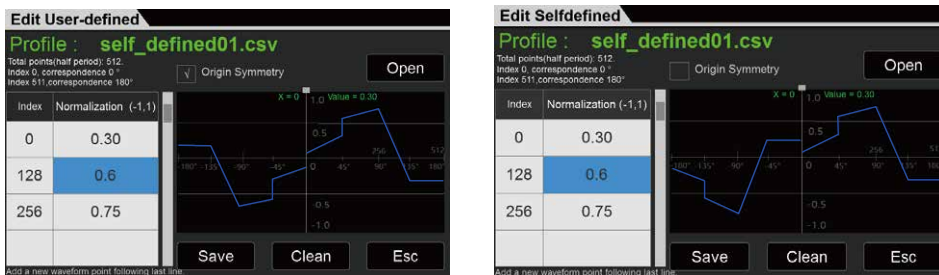 Edit User-defined
Profile : self_defined01.csv
Total points(half period): 512.
Index 0, correspondence 0 °
Index 511,correspondence 180°
√ Origin Symmetry
Open
Index Normalization (-1,1)
0 0.30
128 0.6
256 0.75
X = 0 1.0 Value = 0.30
0.5
256 512
-180° -135 -90° -45° 0 45° 90° 135° 180
-0.5
-1.0
Save Clean Esc
Add a new waveform point following last line.
Edit Selfdefined
Profile : self_defined01.csv
Total points(half period): 512.
Index 0, correspondence 0 °
Index 511,correspondence 180°
Origin Symmetry
Open
Index Normalization (-1,1)
0 0.30
128 0.6
256 0.75
X = 0 1.0 Value = 0.30
0.5
256 512
-180° -135 -90° -45° 0 45° 90° 135° 180
-0.5
-1.0
Save Clean Esc
Add a new waveform point following last line.